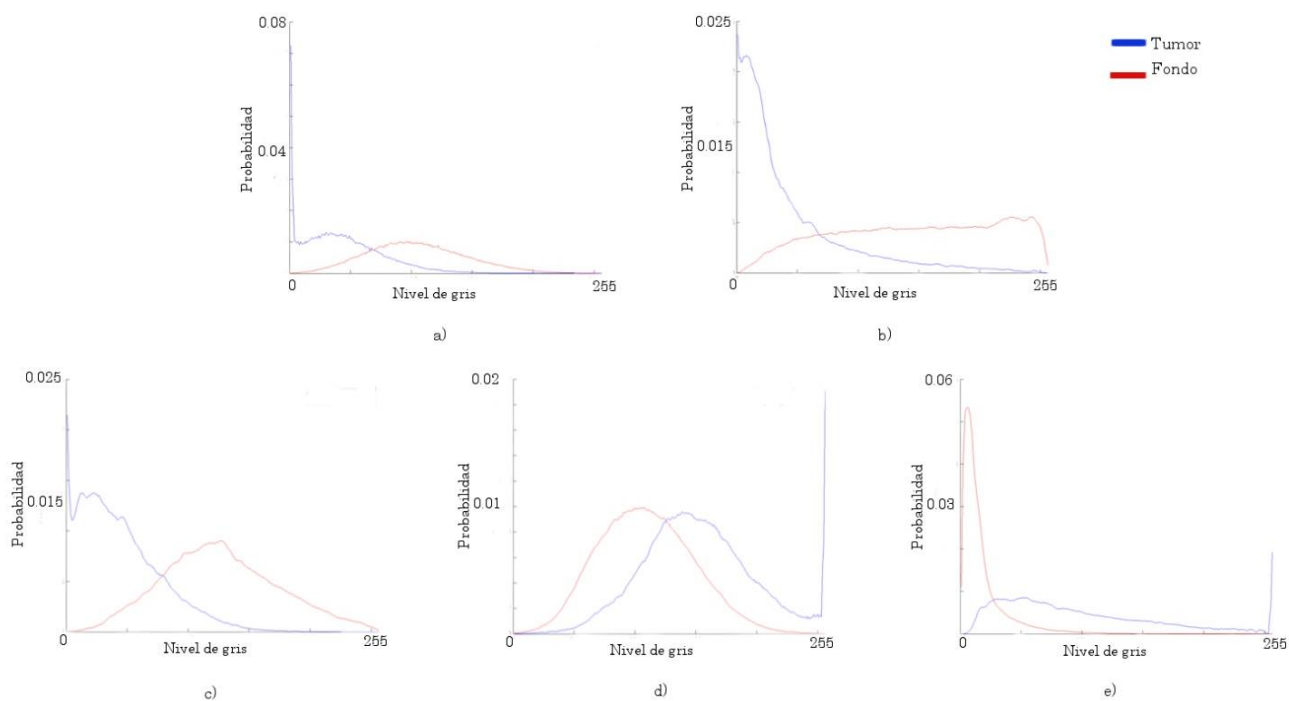 0.08
0.04
Probabilidad
0
255
Nivel de gris
a)
0.025
0.015
Probabilidad
0
255
Nivel de gris
b)
Tumor
Fondo
0.025
0.015
Probabilidad
0
255
Nivel de gris
c)
0.02
0.01
Probabilidad
0
255
Nivel de gris
d)
0.06
0.03
Probabilidad
0
255
Nivel de gris
e)